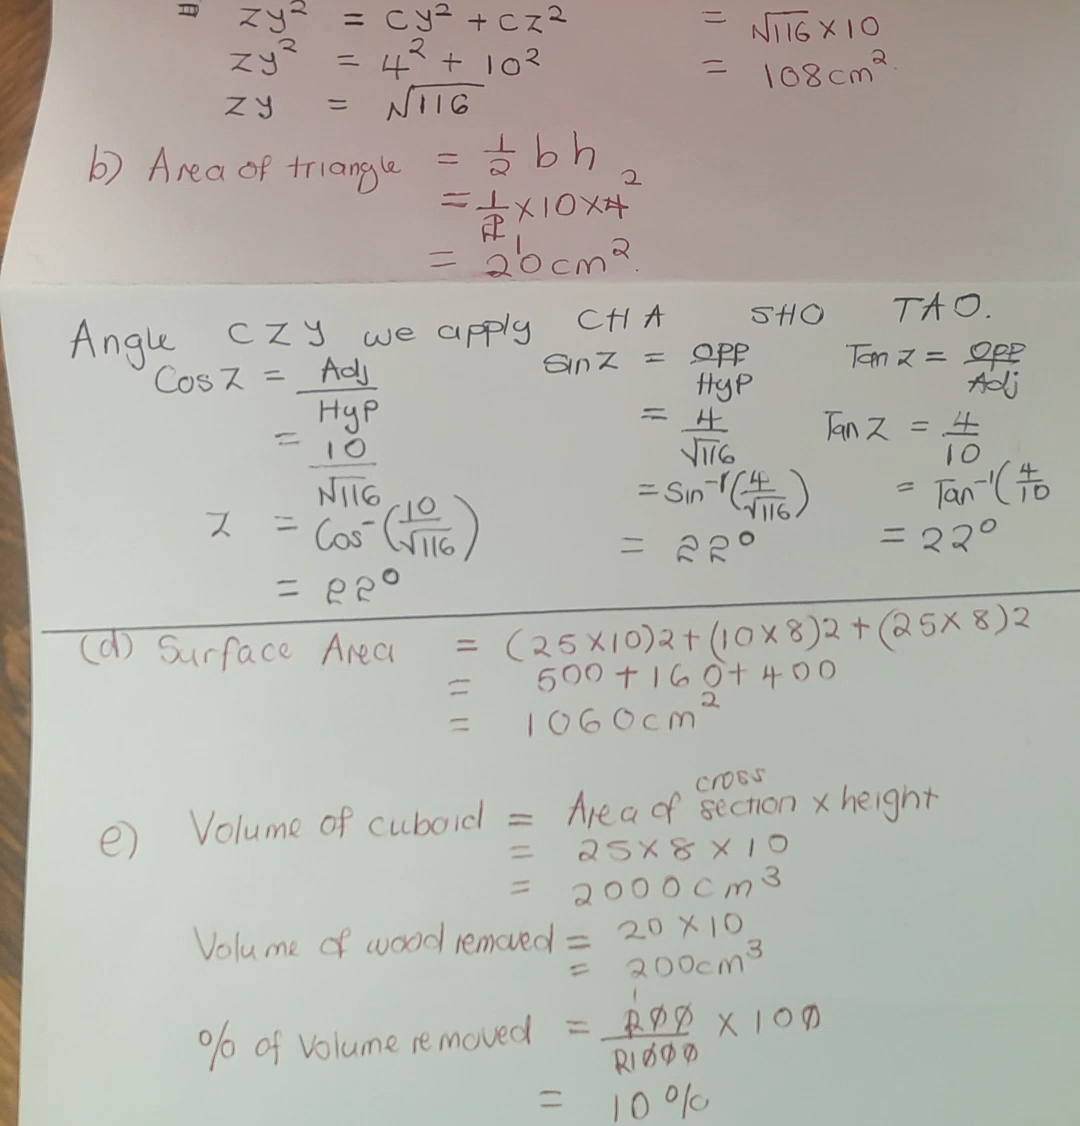 = zy² = cy² + cz²
zy² = 4² + 10²
zy = √116
= √116 × 10
= 108cm².
b) Area of triangle = 1/2 bh
= 1/2 × 10 × 4 2
1
= 20cm².
Angle CZY we apply CHA SHO TAO.
Cos Z = Adj/Hyp
= 10/√116
Z = Cos⁻(10/√116)
= 22°
Sin Z = Opp/Hyp
= 4/√116
= Sin⁻¹(4/√116)
= 22°
Tan Z = Opp/Adj
Tan Z = 4/10
= Tan⁻¹(4/10
= 22°
(d) Surface Area = (25×10)2+(10×8)2+(25×8)2
= 500 + 160 + 400
= 1060cm²
e) Volume of cuboid = Area of cross section × height
= 25 × 8 × 10
= 2000cm³
Volume of wood removed = 20 × 10
= 200cm³
% of Volume removed = 200/2000 × 100
= 10%